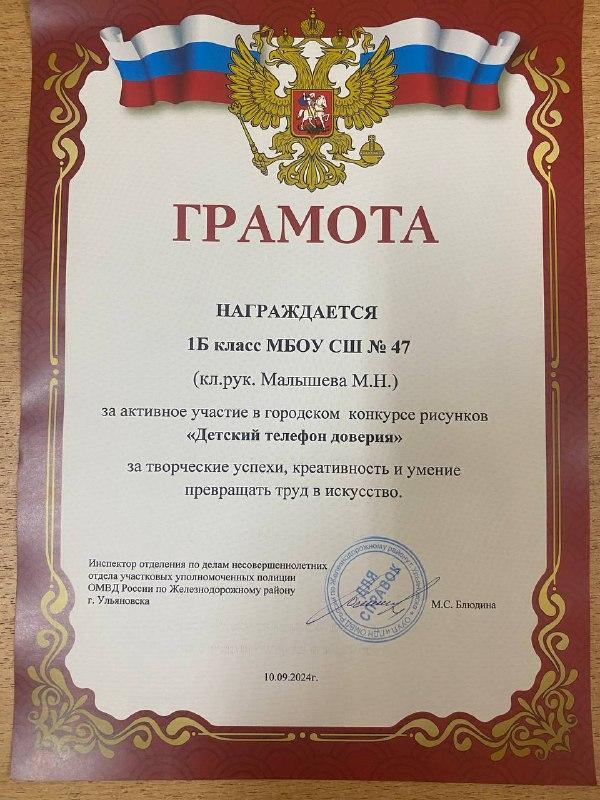 ГРАМОТА
НАГРАЖДАЕТСЯ
1Б класс МБОУ СШ № 47
(кл.рук. Малышева М.Н.)
за активное участие в городском конкурсе рисунков
«Детский телефон доверия»
за творческие успехи, креативность и умение
превращать труд в искусство.
Инспектор отделения по делам несовершеннолетних
отдела участковых уполномоченных полиции
ОМВД России по Железнодорожному району
г. Ульяновска
ДЛЯ
СПРАВОК
М.С. Блюдина
10.09.2024г.